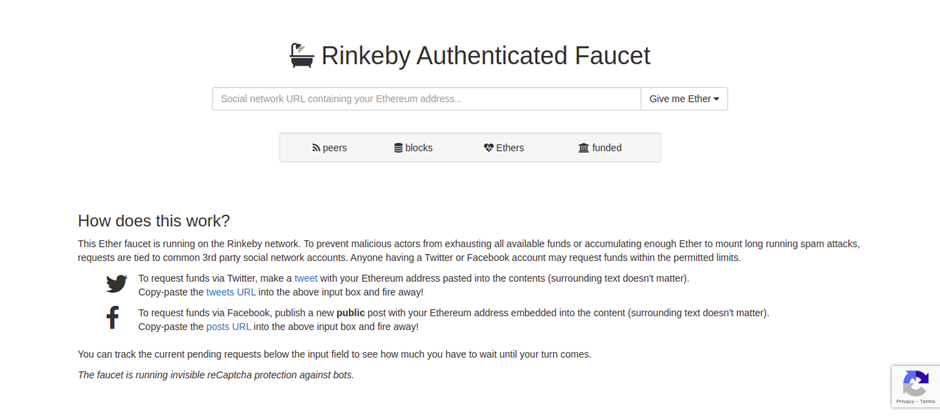 Rinkeby Authenticated Faucet
Social network URL containing your Ethereum address...
Give me Ether
peers
blocks
Ethers
funded
How does this work?
This Ether faucet is running on the Rinkeby network. To prevent malicious actors from exhausting all available funds or accumulating enough Ether to mount long running spam attacks,
requests are tied to common 3rd party social network accounts. Anyone having a Twitter or Facebook account may request funds within the permitted limits.
To request funds via Twitter, make a tweet with your Ethereum address pasted into the contents (surrounding text doesn't matter).
Copy-paste the tweets URL into the above input box and fire away!
To request funds via Facebook, publish a new public post with your Ethereum address embedded into the content (surrounding text doesn't matter).
Copy-paste the posts URL into the above input box and fire away!
You can track the current pending requests below the input field to see how much you have to wait until your turn comes.
The faucet is running invisible reCaptcha protection against bots.
Privacy - Terms